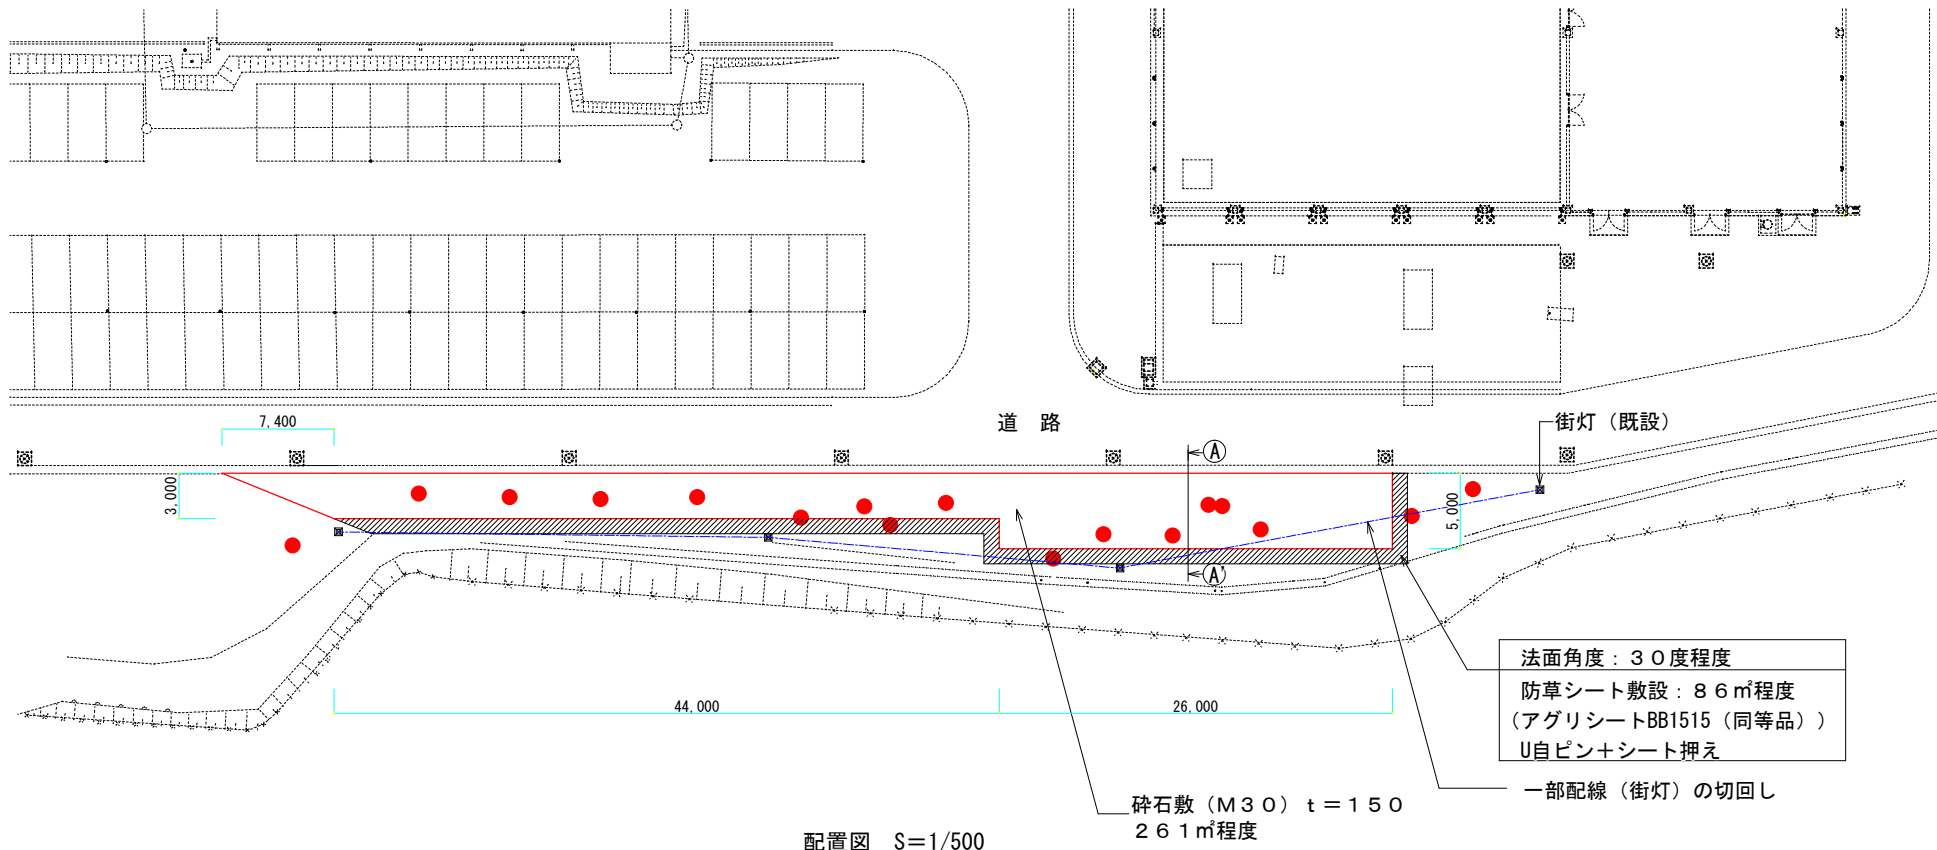 道 路
7,400
街灯（既設）
A
3,000
5,000
A'
法面角度：３０度程度
防草シート敷設：８６㎡程度
（アグリシートBB1515（同等品））
U自ピン＋シート押え
44,000
26,000
一部配線（街灯）の切回し
砕石敷（Ｍ３０）ｔ＝１５０
２６１㎡程度
配置図 S＝1/500